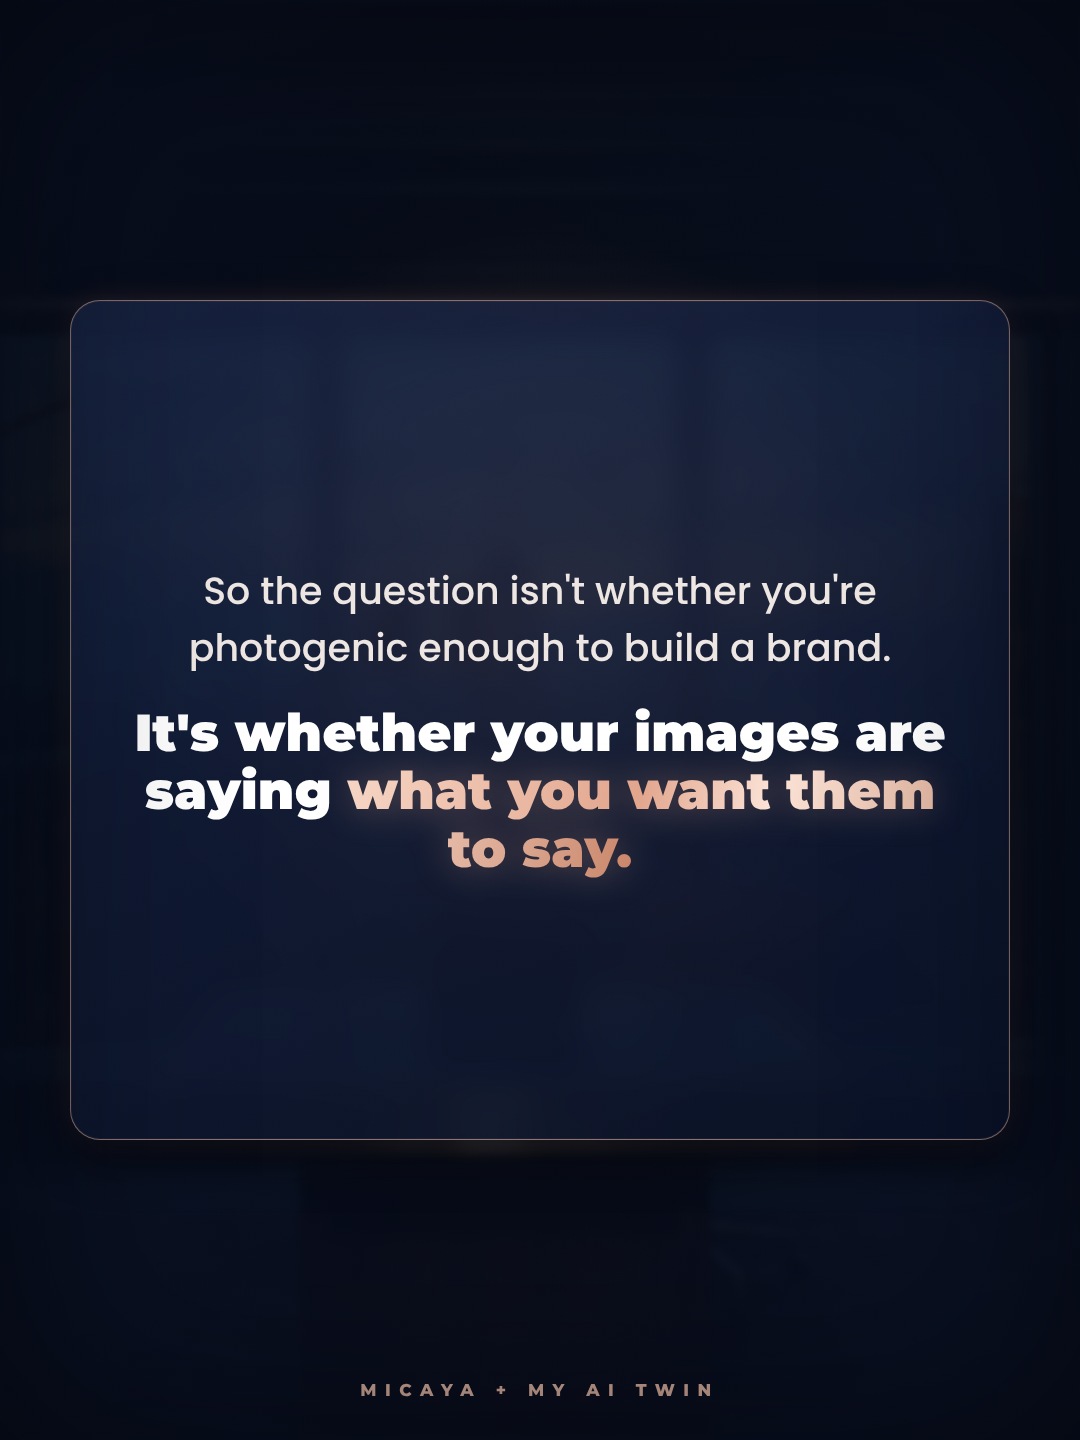 So the question isn't whether you're
photogenic enough to build a brand.
It's whether your images are
saying what you want them
to say.
MICAYA + MY AI TWIN